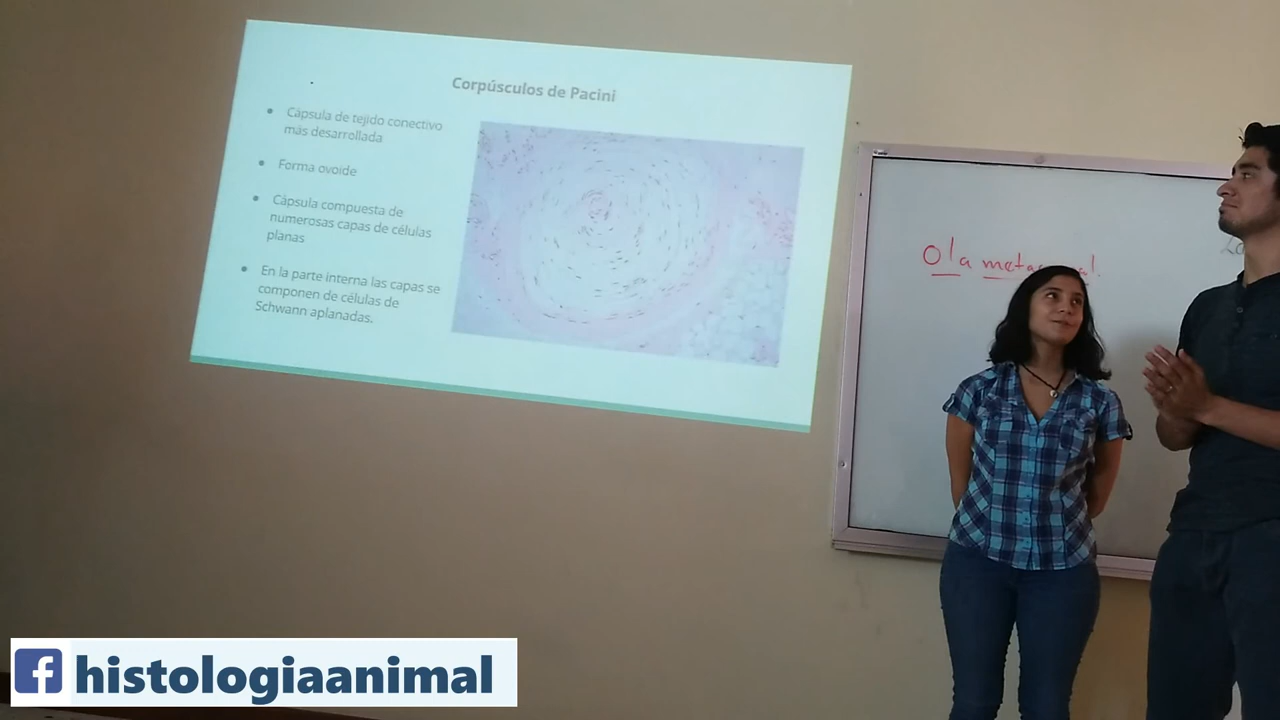 Corpúsculos de Pacini
Cápsula de tejido conectivo
más desarrollada
Forma ovoide
Cápsula compuesta de
numerosas capas de células
planas
En la parte interna las capas se
componen de células de
Schwann aplanadas.
histologiaanimal